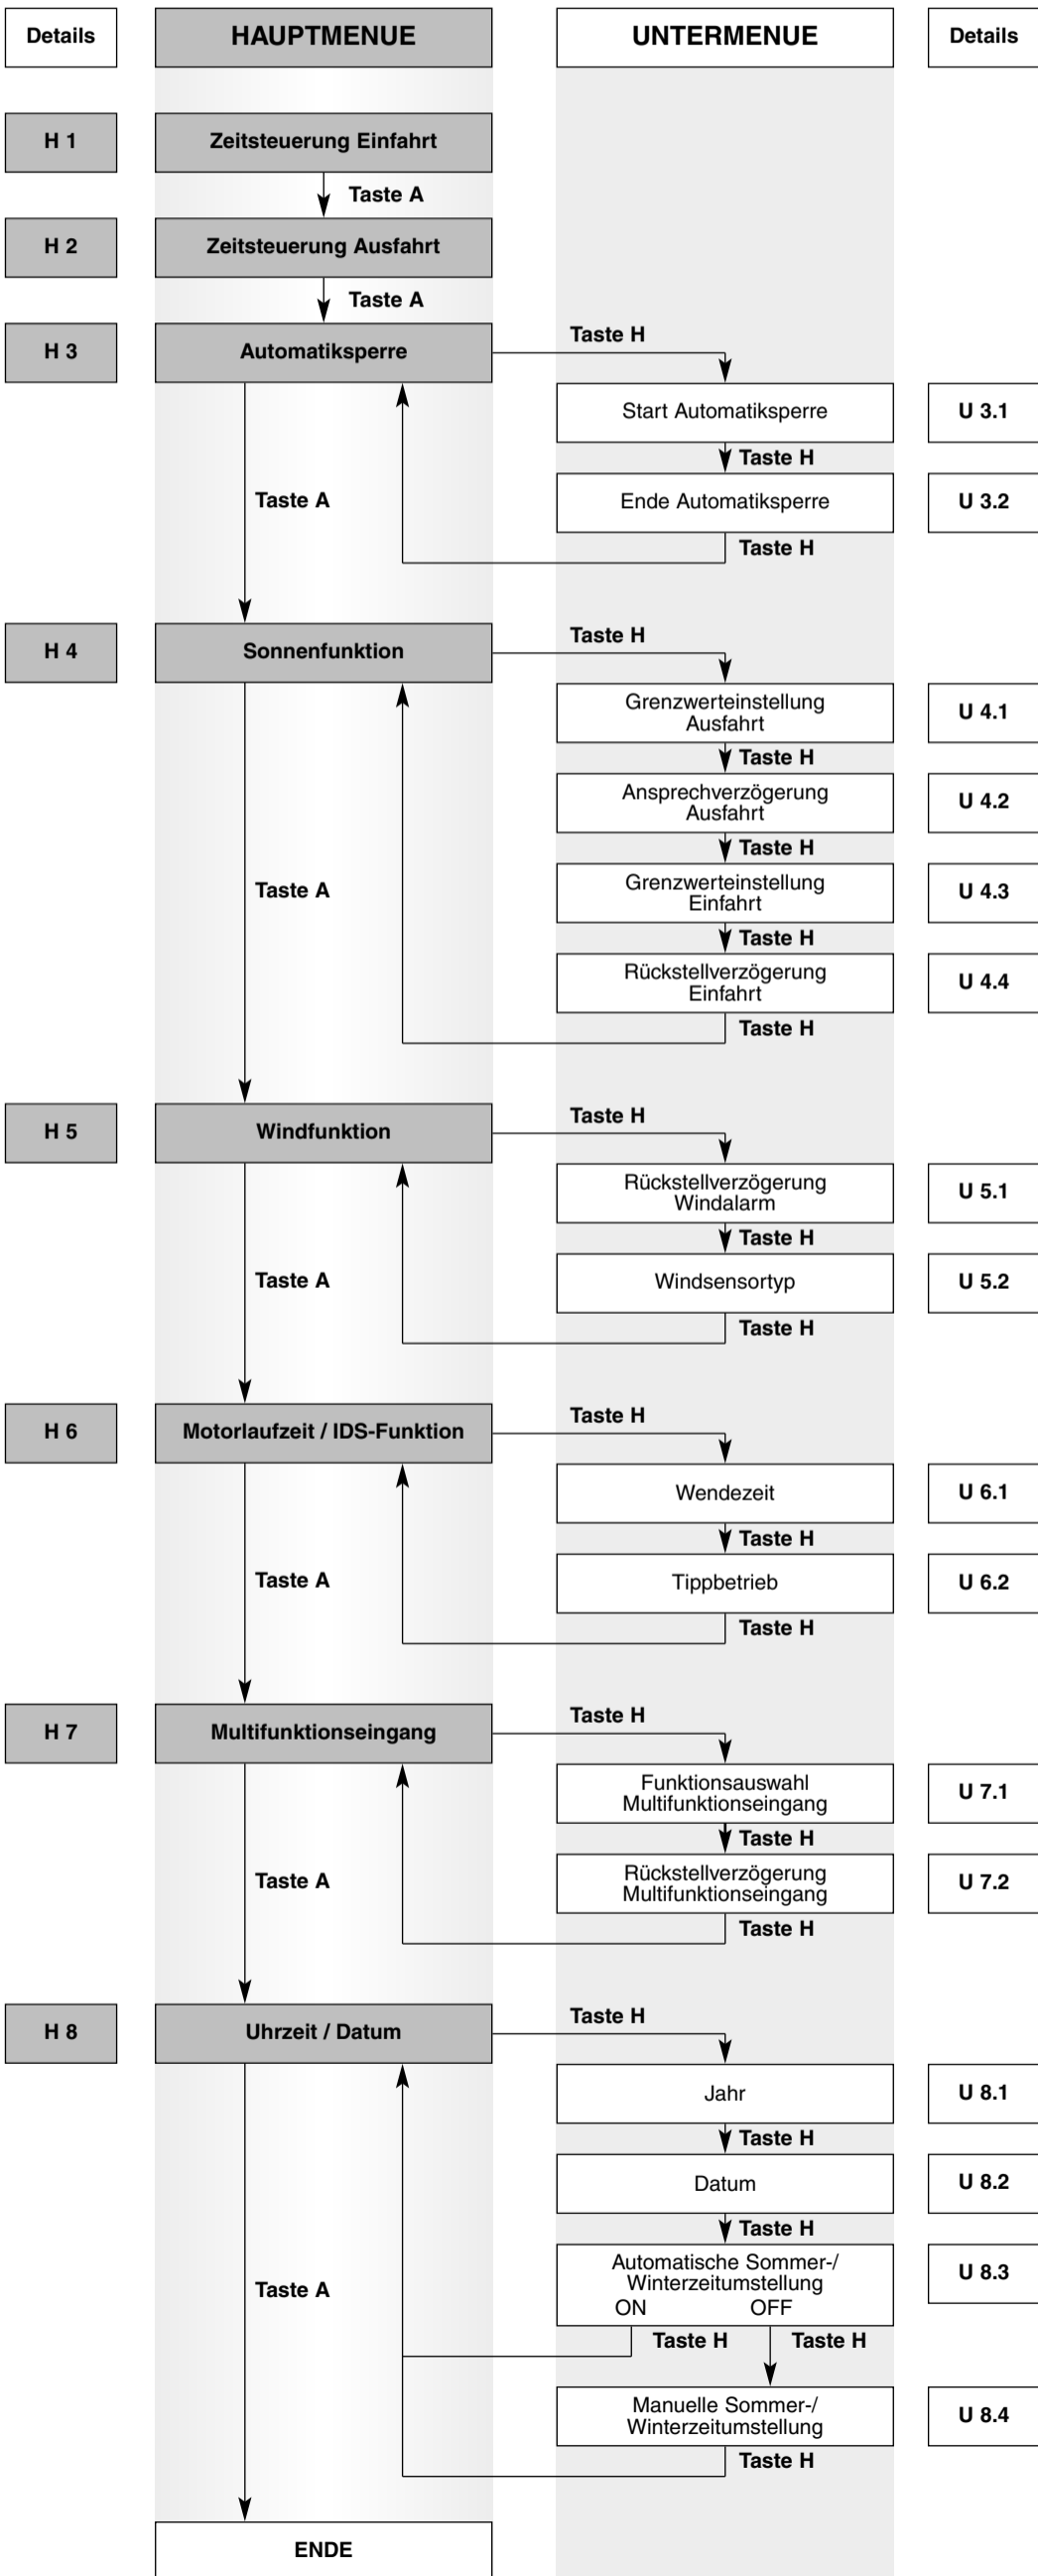 Details
HAUPTMENUE
UNTERMENUE
Details
H 1
Zeitsteuerung Einfahrt
Taste A
H 2
Zeitsteuerung Ausfahrt
Taste A
H 3
Automatiksperre
Taste H
Start Automatiksperre
U 3.1
Taste H
Taste A
Ende Automatiksperre
U 3.2
Taste H
H 4
Sonnenfunktion
Taste H
Grenzwerteinstellung
Ausfahrt
U 4.1
Taste H
Ansprechverzögerung
Ausfahrt
U 4.2
Taste H
Taste A
Grenzwerteinstellung
Einfahrt
U 4.3
Taste H
Rückstellverzögerung
Einfahrt
U 4.4
Taste H
H 5
Windfunktion
Taste H
Rückstellverzögerung
Windalarm
U 5.1
Taste H
Taste A
Windsensortyp
U 5.2
Taste H
H 6
Motorlaufzeit / IDS-Funktion
Taste H
Wendezeit
U 6.1
Taste H
Taste A
Tippbetrieb
U 6.2
Taste H
H 7
Multifunktionseingang
Taste H
Funktionsauswahl
Multifunktionseingang
U 7.1
Taste H
Taste A
Rückstellverzögerung
Multifunktionseingang
U 7.2
Taste H
H 8
Uhrzeit / Datum
Taste H
Jahr
U 8.1
Taste H
Datum
U 8.2
Taste H
Taste A
Automatische Sommer-/
Winterzeitumstellung
ON OFF
U 8.3
Taste H Taste H
Manuelle Sommer-/
Winterzeitumstellung
U 8.4
Taste H
ENDE